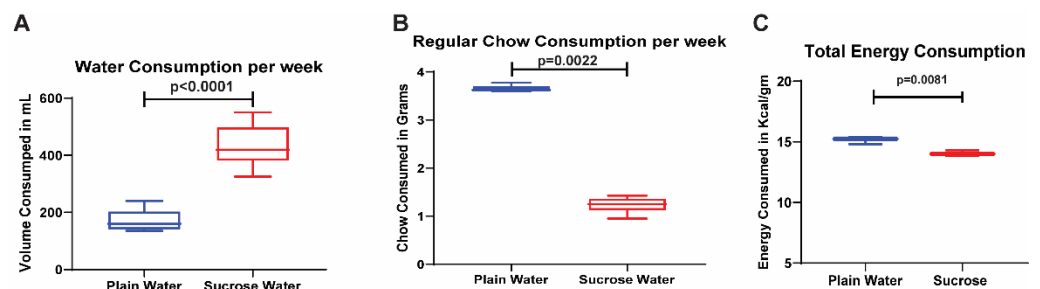 A
Water Consumption per week
p<0.0001
Volume Consumped in mL
600
400
200
0
Plain Water
Sucrose Water
B
Regular Chow Consumption per week
p=0.0022
Chow Consumed in Grams
4
3
2
1
0
Plain Water
Sucrose Water
C
Total Energy Consumption
p=0.0081
Energy Consumed in Kcal/gm
20
15
10
5
Plain Water
Sucrose